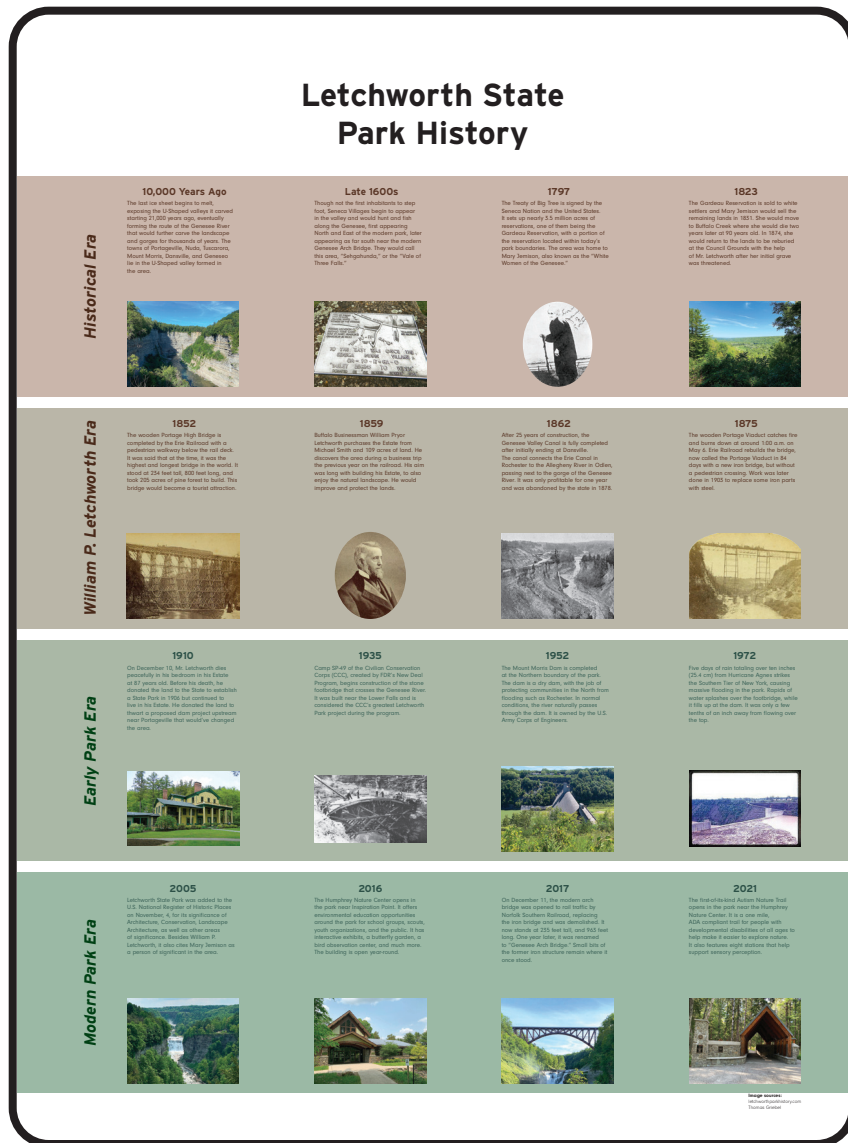 Letchworth State
Park History
Historical Era
10,000 Years Ago
The last ice sheet begins to melt,
exposing the U-Shaped valleys it carved
starting 21,000 years ago, eventually
forming the route of the Genesee River
that would further carve the landscape
and gorges for thousands of years. The
towns of Portageville, Nuda, Tuscarora,
Mount Morris, Dansville, and Geneseo
lie in the U-Shaped valley formed in
the area.
Late 1600s
Though not the first inhabitants to step
foot, Seneca Villages begin to appear
in the valley and would hunt and fish
along the Genesee, first appearing
North and East of the modern park, later
appearing as far south near the modern
Genesee Arch Bridge. They would call
this area, "Sehgahunda," or the "Vale of
Three Falls."
1797
The Treaty of Big Tree is signed by the
Seneca Nation and the United States.
It sets up nearly 3.5 million acres of
reservations, one of them being the
Gardeau Reservation, with a portion of
the reservation located within today's
park boundaries. The area was home to
Mary Jemison, also known as the "White
Women of the Genesee."
1823
The Gardeau Reservation is sold to white
settlers and Mary Jemison would sell the
remaining lands in 1831. She would move
to Buffalo Creek where she would die two
years later at 90 years old. In 1874, she
would return to the lands to be reburied
at the Council Grounds with the help
of Mr. Letchworth after her initial grave
was threatened.
William P. Letchworth Era
1852
The wooden Portage High Bridge is
completed by the Erie Railroad with a
pedestrian walkway below the rail deck.
It was said that at the time, it was the
highest and longest bridge in the world. It
stood at 234 feet tall, 800 feet long, and
took 205 acres of pine forest to build. This
bridge would become a tourist attraction.
1859
Buffalo Businessman William Pryor
Letchworth purchases the Estate from
Michael Smith and 109 acres of land. He
discovers the area during a business trip
the previous year on the railroad. His aim
was long with building his Estate, to also
enjoy the natural landscape. He would
improve and protect the lands.
1862
After 25 years of construction, the
Genesee Valley Canal is fully completed
after initially ending at Dansville.
The canal connects the Erie Canal in
Rochester to the Allegheny River in Odlen,
passing next to the gorge of the Genesee
River. It was only profitable for one year
and was abandoned by the state in 1878.
1875
The wooden Portage Viaduct catches fire
and burns down at around 1:00 a.m. on
May 6. Erie Railroad rebuilds the bridge,
now called the Portage Viaduct in 84
days with a new iron bridge, but without
a pedestrian crossing. Work was later
done in 1903 to replace some iron parts
with steel.
Early Park Era
1910
On December 10, Mr. Letchworth dies
peacefully in his bedroom in his Estate
at 87 years old. Before his death, he
donated the land to the State to establish
a State Park in 1906 but continued to
live in his Estate. He donated the land to
thwart a proposed dam project upstream
near Portageville that would've changed
the area.
1935
Camp SP-49 of the Civilian Conservation
Corps (CCC), created by FDR's New Deal
Program, begins construction of the stone
footbridge that crosses the Genesee River.
It was built near the Lower Falls and is
considered the CCC's greatest Letchworth
Park project during the program.
1952
The Mount Morris Dam is completed
at the Northern boundary of the park.
The dam is a dry dam, with the job of
protecting communities in the North from
flooding such as Rochester. In normal
conditions, the river naturally passes
through the dam. It is owned by the U.S.
Army Corps of Engineers.
1972
Five days of rain totaling over ten inches
(25.4 cm) from Hurricane Agnes strikes
the Southern Tier of New York, causing
massive flooding in the park. Rapids of
water splashes over the footbridge, while
it fills up at the dam. It was only a few
tenths of an inch away from flowing over
the top.
Modern Park Era
2005
Letchworth State Park was added to the
U.S. National Register of Historic Places
on November, 4, for its significance of
Architecture, Conservation, Landscape
Architecture, as well as other areas
of significance. Besides William P.
Letchworth, it also cites Mary Jemison as
a person of significant in the area.
2016
The Humphrey Nature Center opens in
the park near Inspiration Point. It offers
environmental education opportunities
around the park for school groups, scouts,
youth organizations, and the public. It has
interactive exhibits, a butterfly garden, a
bird observation center, and much more.
The building is open year-round.
2017
On December 11, the modern arch
bridge was opened to rail traffic by
Norfolk Southern Railroad, replacing
the iron bridge and was demolished. It
now stands at 235 feet tall, and 963 feet
long. One year later, it was renamed
to "Genesee Arch Bridge." Small bits of
the former iron structure remain where it
once stood.
2021
The first-of-its-kind Autism Nature Trail
opens in the park near the Humphrey
Nature Center. It is a one mile,
ADA compliant trail for people with
developmental disabilities of all ages to
help make it easier to explore nature.
It also features eight stations that help
support sensory perception.
Image sources:
letchworthparkhistory.com
Thomas Griebel